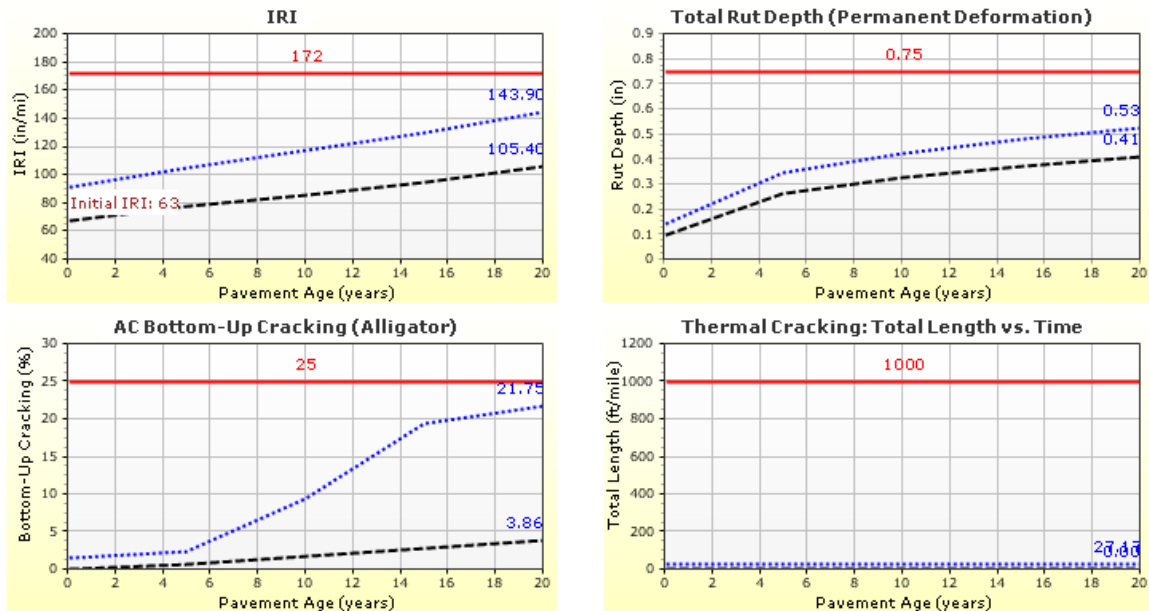 IRI
200
180
160
140
120
100
80
60
40
IRI (in/mi)
172
143.90
105.40
Initial IRI: 63
0 2 4 6 8 10 12 14 16 18 20
Pavement Age (years)
Total Rut Depth (Permanent Deformation)
0.9
0.8
0.7
0.6
0.5
0.4
0.3
0.2
0.1
0
Rut Depth (in)
0.75
0.53
0.41
0 2 4 6 8 10 12 14 16 18 20
Pavement Age (years)
AC Bottom-Up Cracking (Alligator)
30
25
20
15
10
5
0
Bottom-Up Cracking (%)
25
21.75
3.86
0 2 4 6 8 10 12 14 16 18 20
Pavement Age (years)
Thermal Cracking: Total Length vs. Time
1200
1000
800
600
400
200
0
Total Length (ft/mile)
1000
27.17
0.00
0 2 4 6 8 10 12 14 16 18 20
Pavement Age (years)